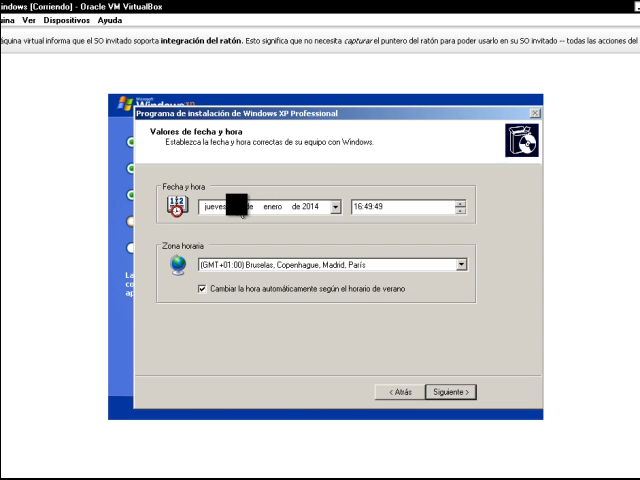 indows [Corriendo] - Oracle VM VirtualBox
uina Ver Dispositivos Ayuda
áquina virtual informa que el SO invitado soporta integración del ratón. Esto significa que no necesita capturar el puntero del ratón para poder usarlo en su SO invitado -- todas las acciones del
Microsoft
Windows xp
Programa de instalación de Windows XP Professional
Valores de fecha y hora
Establezca la fecha y hora correctas de su equipo con Windows.
Fecha y hora
jueves de enero de 2014 16:49:49
Zona horaria
(GMT+01:00) Bruselas, Copenhague, Madrid, París
Cambiar la hora automáticamente según el horario de verano
La
co
ap
< Atrás Siguiente >